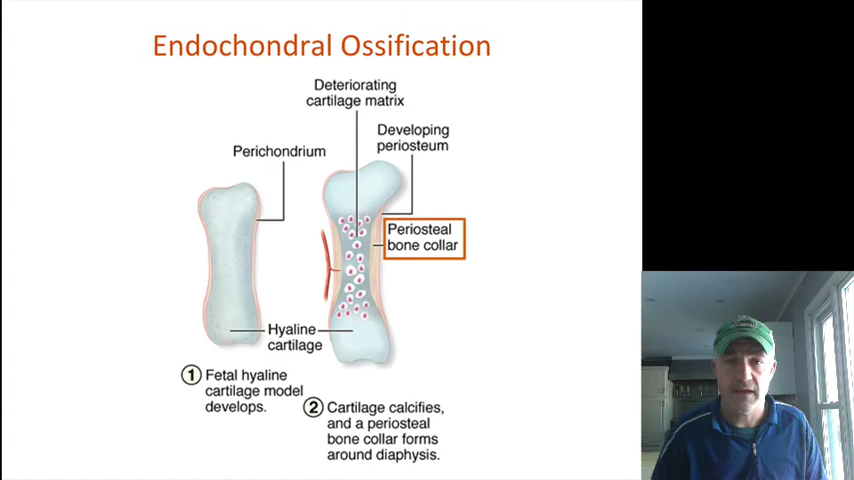 Endochondral Ossification
Deteriorating
cartilage matrix
Developing
periosteum
Perichondrium
Periosteal
bone collar
Hyaline
cartilage
1 Fetal hyaline
cartilage model
develops.
2 Cartilage calcifies,
and a periosteal
bone collar forms
around diaphysis.